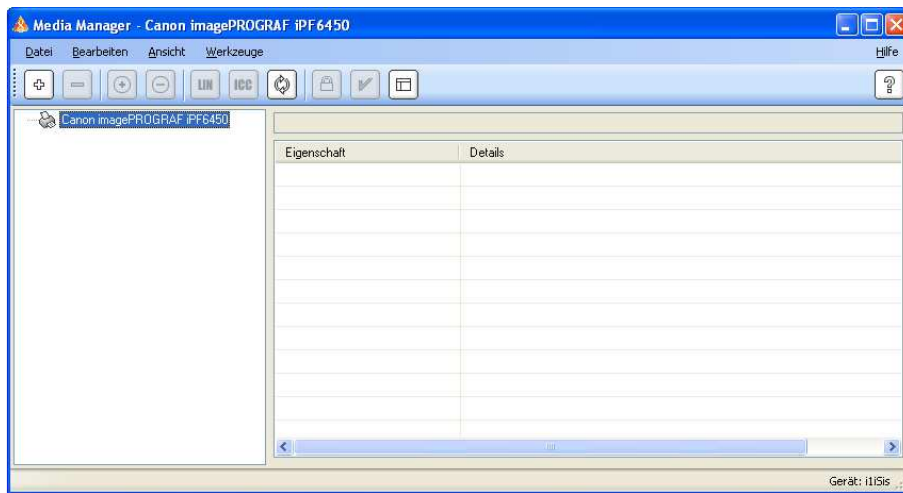 Media Manager - Canon imagePROGRAF iPF6450
Datei Bearbeiten Ansicht Werkzeuge Hilfe
LIN ICC
Canon imagePROGRAF iPF6450
Eigenschaft Details
Gerät: i1iSis